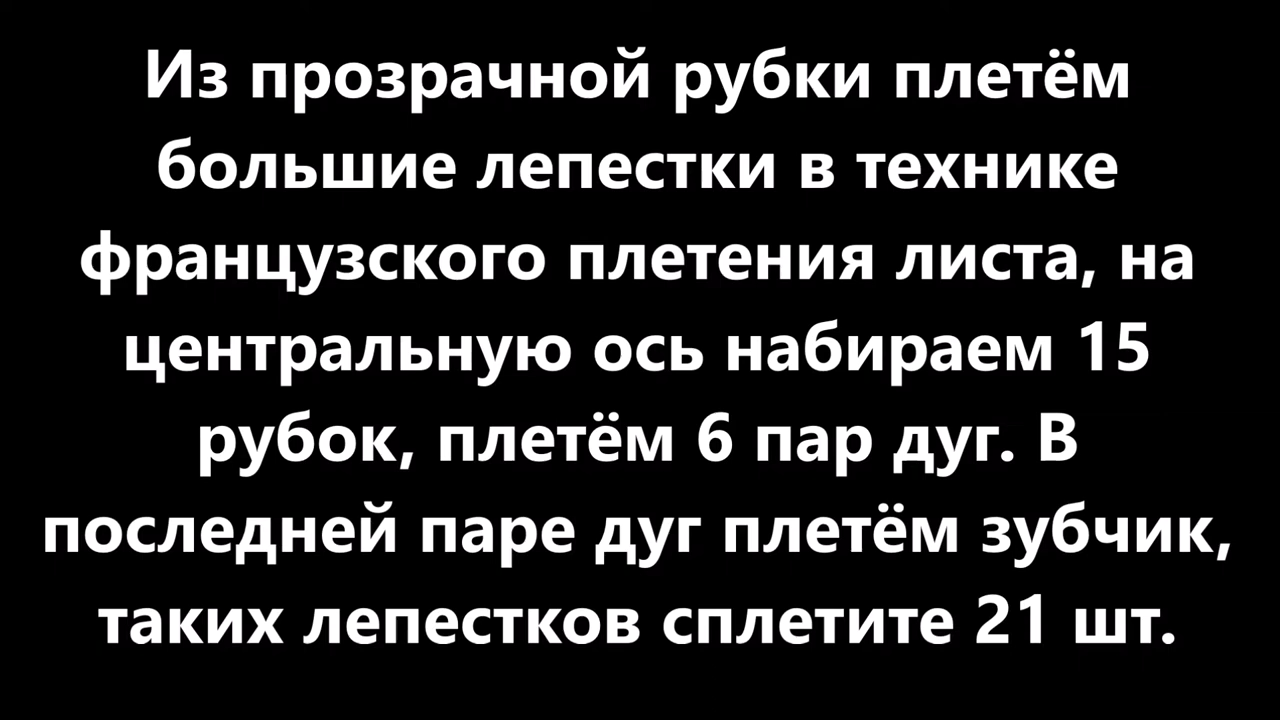 Из прозрачной рубки плетём
большие лепестки в технике
французского плетения листа, на
центральную ось набираем 15
рубок, плетём 6 пар дуг. В
последней паре дуг плетём зубчик,
таких лепестков сплетите 21 шт.